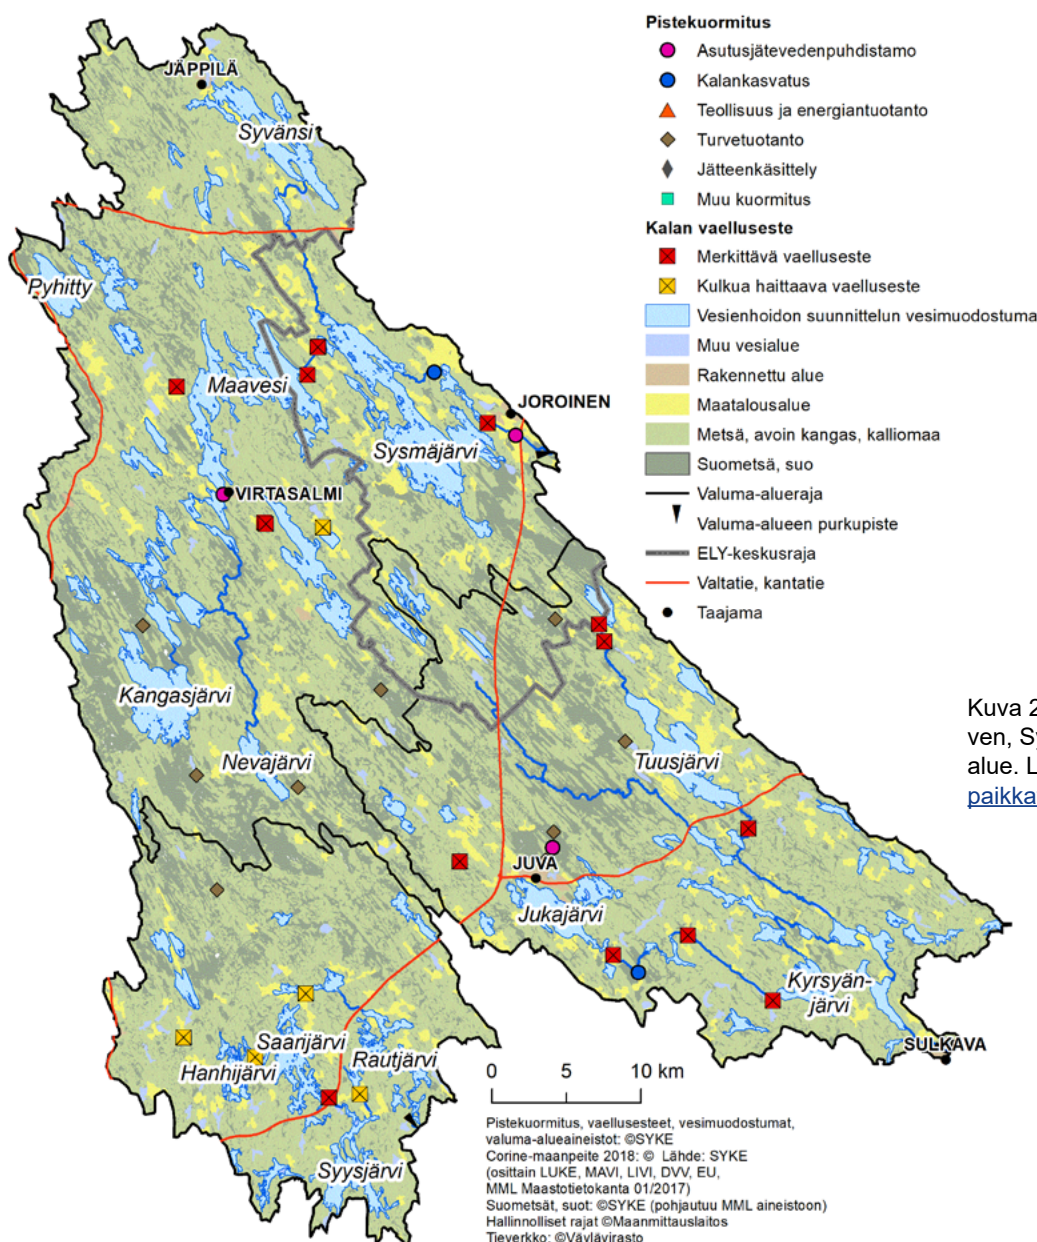 JÄPPILÄ
Syvänsi
Pyhitty
Maavesi
JOROINEN
Sysmäjärvi
VIRTASALMI
Kangasjärvi
Nevajärvi
Tuusjärvi
JUVA
Jukajärvi
Kyrsyän-
järvi
SULKAVA
Saarijärvi
Hanhijärvi
Rautjärvi
Syysjärvi
Pistekuormitus
Asutusjätevedenpuhdistamo
Kalankasvatus
Teollisuus ja energiantuotanto
Turvetuotanto
Jätteenkäsittely
Muu kuormitus
Kalan vaelluseste
Merkittävä vaelluseste
Kulkua haittaava vaelluseste
Vesienhoidon suunnittelun vesimuodostuma
Muu vesialue
Rakennettu alue
Maatalousalue
Metsä, avoin kangas, kalliomaa
Suometsä, suo
Valuma-alueraja
Valuma-alueen purkupiste
ELY-keskusraja
Valtatie, kantatie
Taajama
Kuva 2
ven, Sy
alue. L
paikka
0 5 10 km
Pistekuormitus, vaellusesteet, vesimuodostumat,
valuma-alueaineistot: ©SYKE
Corine-maanpeite 2018: © Lähde: SYKE
(osittain LUKE, MAVI, LIVI, DVV, EU,
MML Maastotietokanta 01/2017)
Suometsät, suot: ©SYKE (pohjautuu MML aineistoon)
Hallinnolliset rajat ©Maanmittauslaitos
Tieverkko: ©Väylävirasto